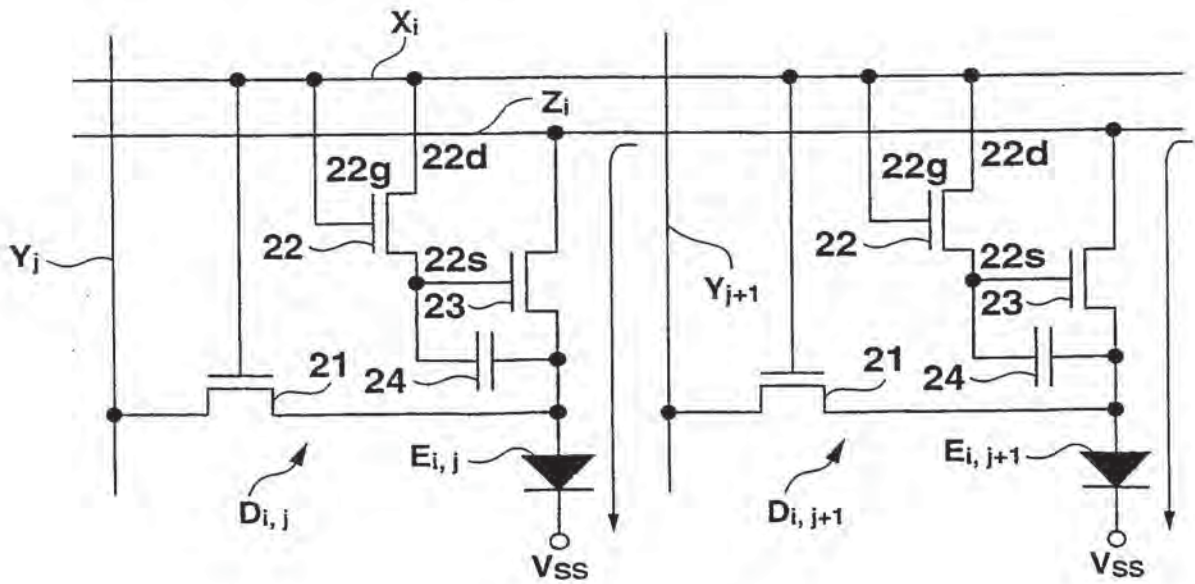 Xi
Zi
22d
22d
22g
22g
22
22
Yj
22s
22s
23
Yj+1
23
24
21
24
21
Ei, j
Ei, j+1
Di, j
Di, j+1
VSS
VSS